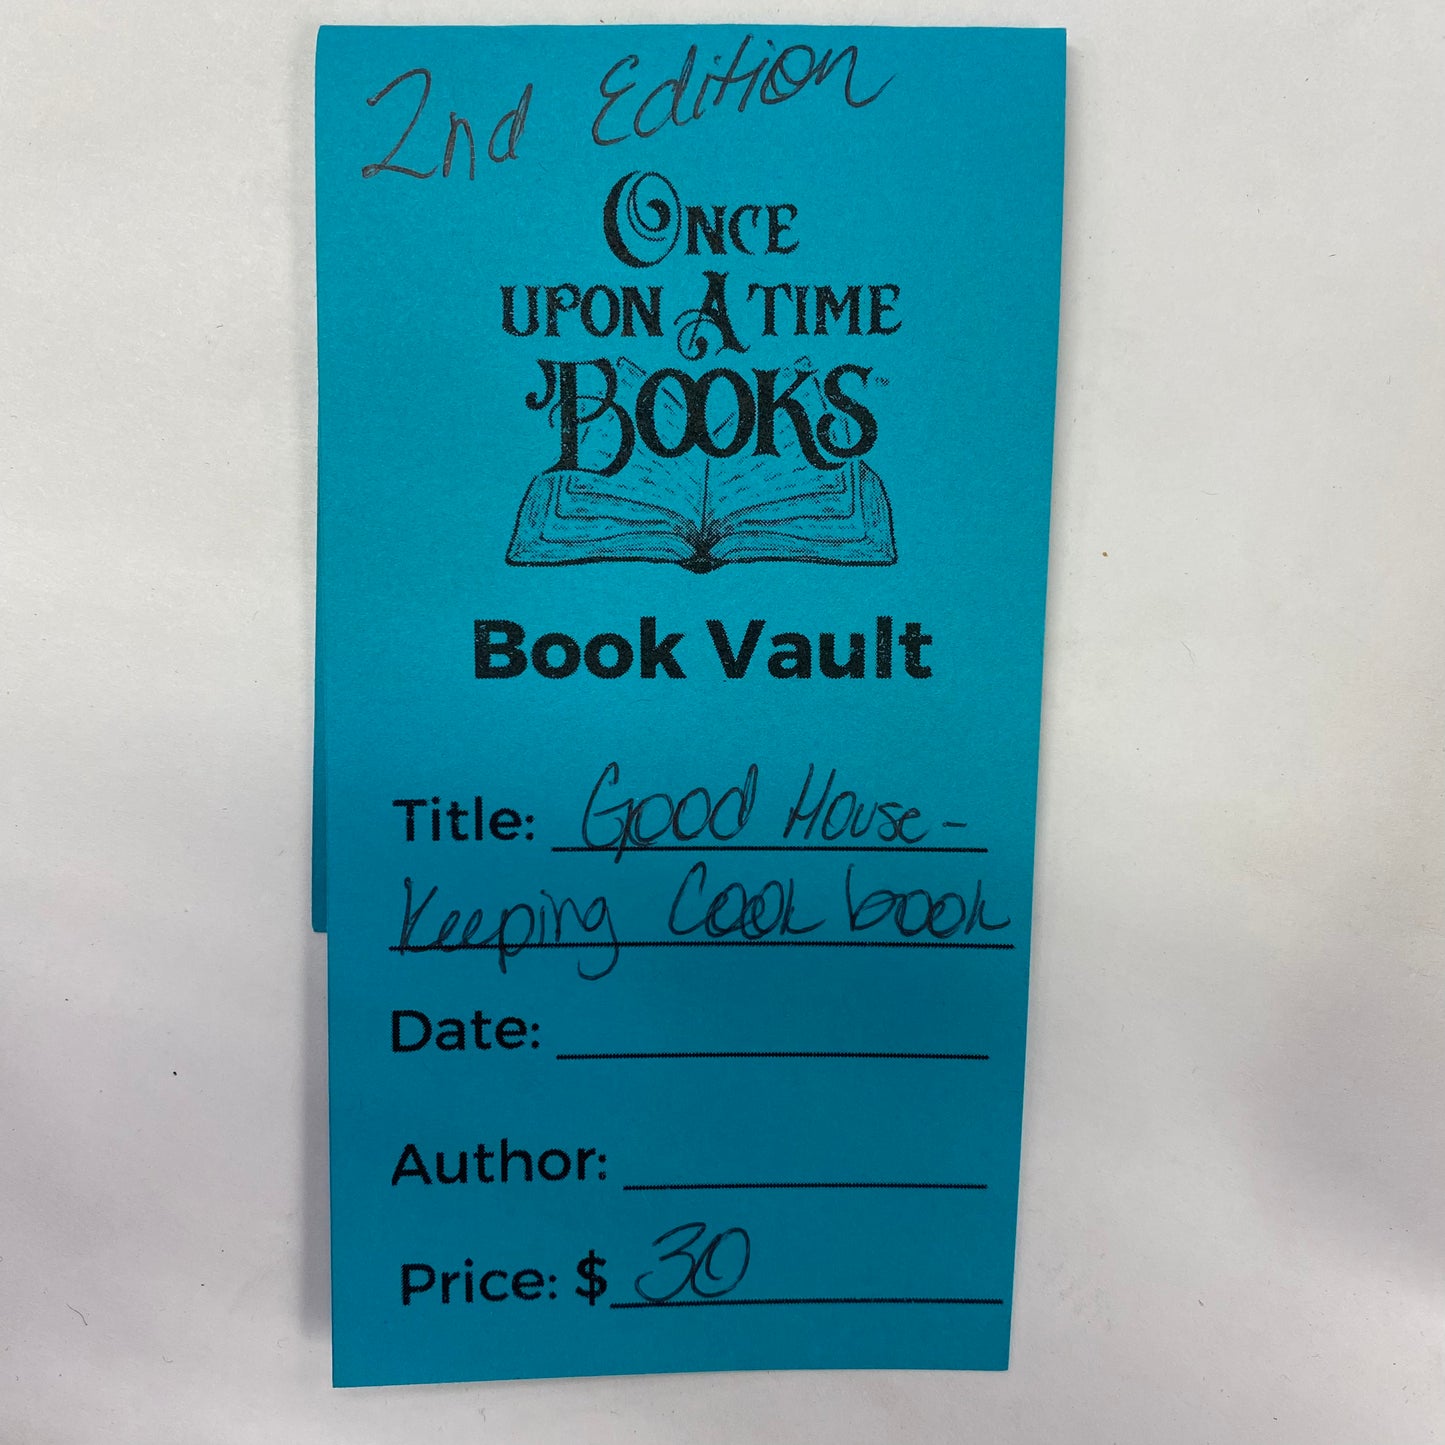 2nd Edition
ONCE
UPON A TIME
BOOKS
Book Vault
Title: Good House-
Keeping Cook book
Date:
Author:
Price: $ 30